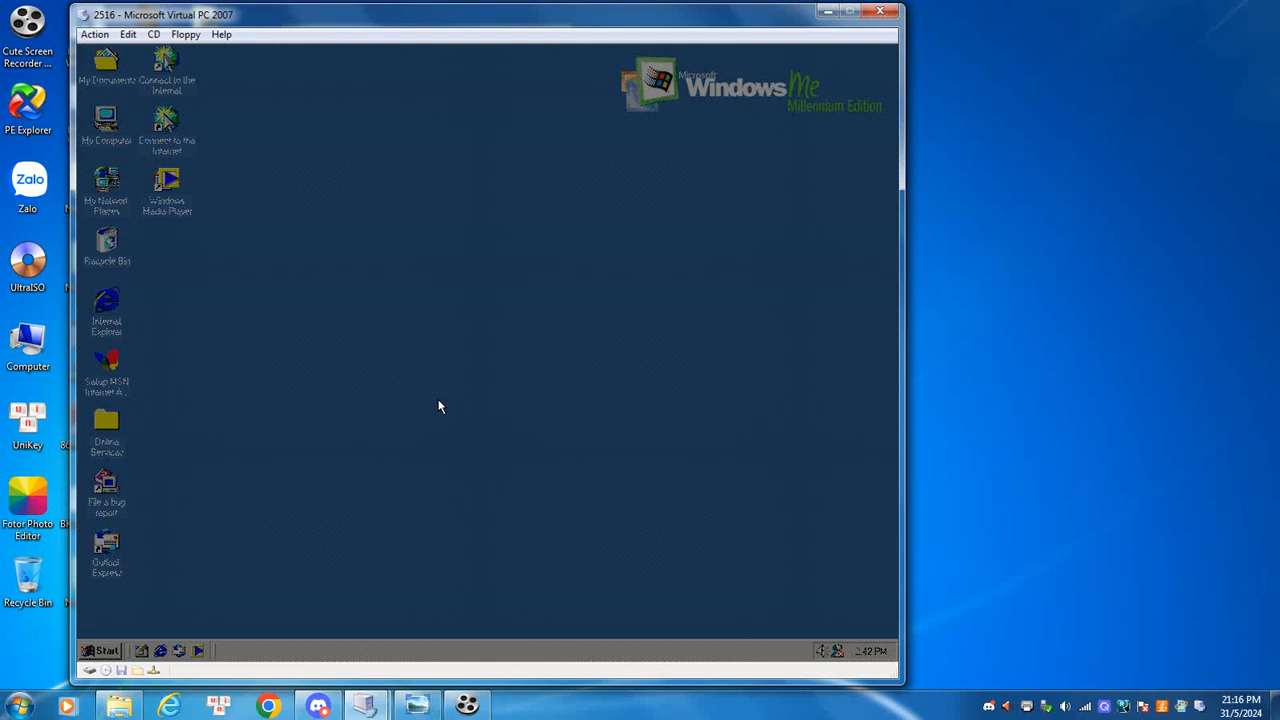 2516 - Microsoft Virtual PC 2007
Action Edit CD Floppy Help
Cute Screen
Recorder ...
PE Explorer
Zalo
Zalo
UltraISO
Computer
UniKey
Fotor Photo
Editor
Recycle Bin
My Documents
Connect to the
Internet
My Computer
Connect to the
Internet
My Network
Places
Windows
Media Player
Recycle Bin
Internet
Explorer
Setup MSN
Internet A...
Online
Services
File a bug
report
Outlook
Express
Microsoft
Windows Me
Millennium Edition
Start
:42 PM
21:16 PM
31/5/2024